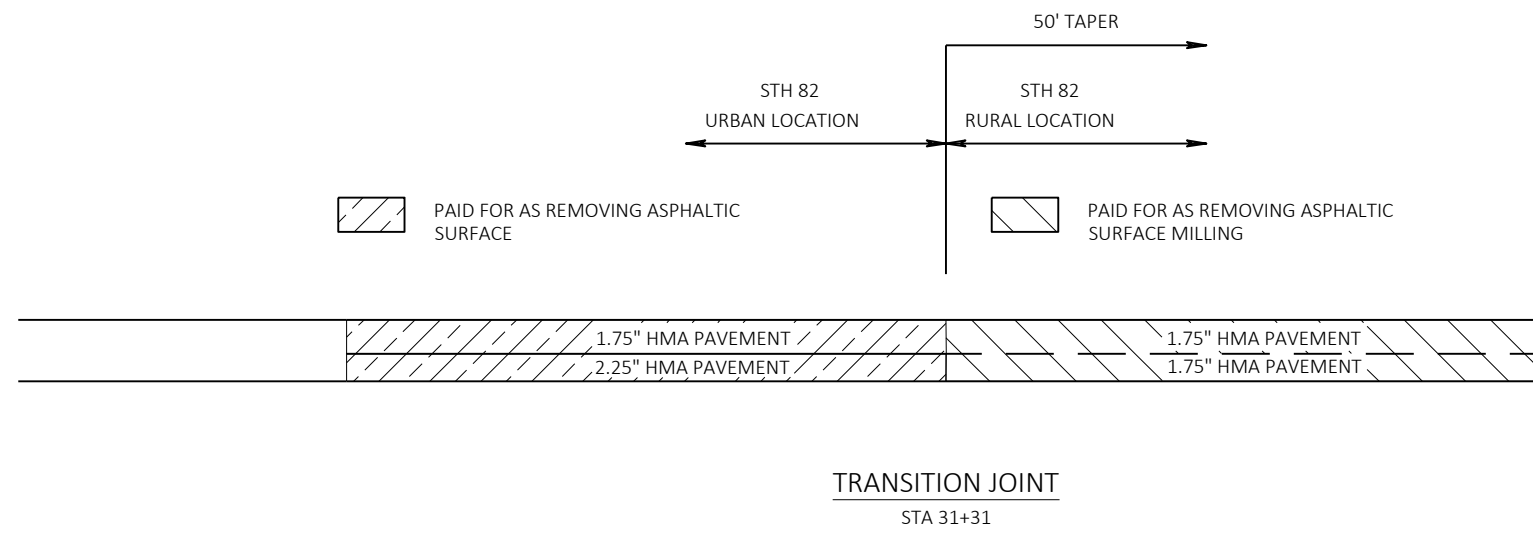 50' TAPER
STH 82
URBAN LOCATION
STH 82
RURAL LOCATION
PAID FOR AS REMOVING ASPHALTIC
SURFACE
PAID FOR AS REMOVING ASPHALTIC
SURFACE MILLING
1.75" HMA PAVEMENT
2.25" HMA PAVEMENT
1.75" HMA PAVEMENT
1.75" HMA PAVEMENT
TRANSITION JOINT
STA 31+31